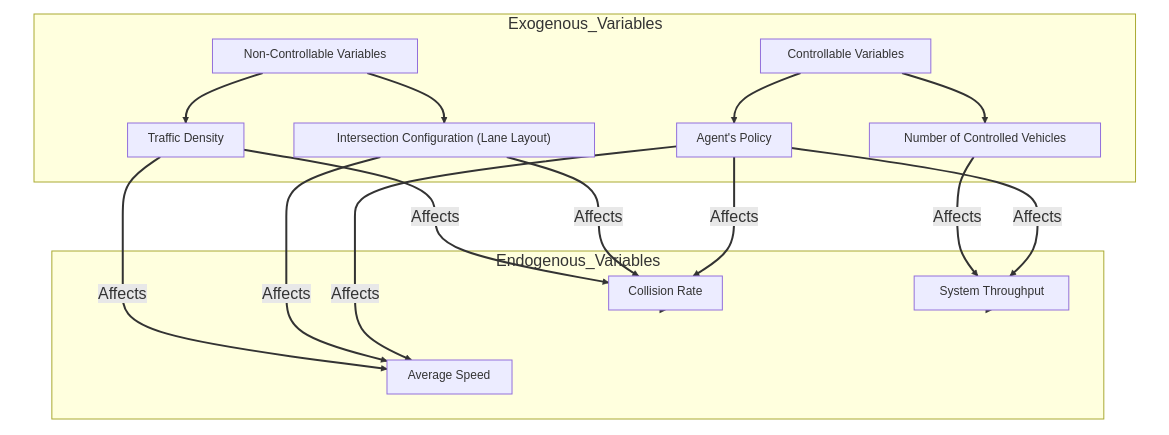 Exogenous_Variables
Non-Controllable Variables
Controllable Variables
Traffic Density
Intersection Configuration (Lane Layout)
Agent's Policy
Number of Controlled Vehicles
Affects
Affects
Affects
Affects
Affects
Endogenous_Variables
Affects
Affects
Affects
Collision Rate
System Throughput
Average Speed